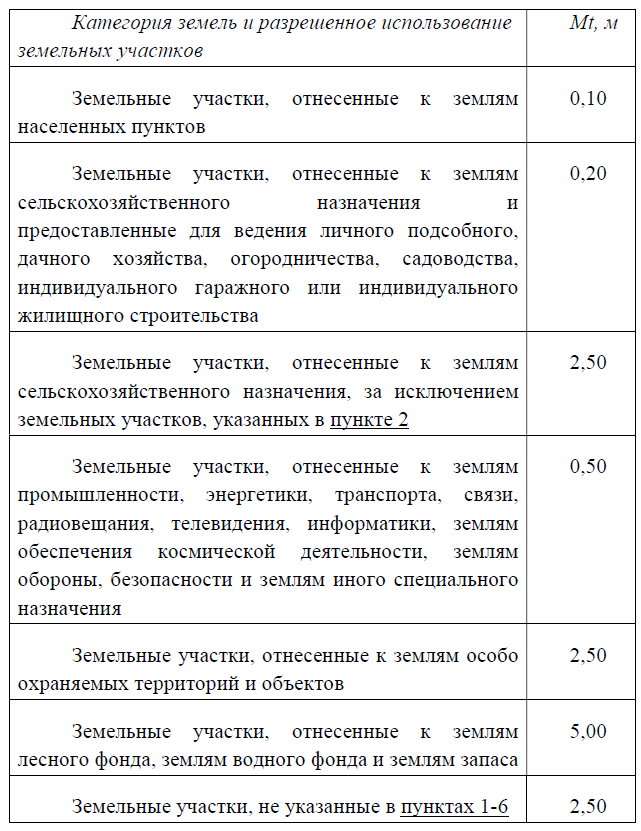 Категория земель и разрешенное использование Mt, м
земельных участков
Земельные участки, отнесенные к землям 0,10
населенных пунктов
Земельные участки, отнесенные к землям 0,20
сельскохозяйственного назначения и
предоставленные для ведения личного подсобного,
дачного хозяйства, огородничества, садоводства,
индивидуального гаражного или индивидуального
жилищного строительства
Земельные участки, отнесенные к землям 2,50
сельскохозяйственного назначения, за исключением
земельных участков, указанных в пункте 2
Земельные участки, отнесенные к землям 0,50
промышленности, энергетики, транспорта, связи,
радиовещания, телевидения, информатики, землям
обеспечения космической деятельности, землям
обороны, безопасности и землям иного специального
назначения
Земельные участки, отнесенные к землям особо 2,50
охраняемых территорий и объектов
Земельные участки, отнесенные к землям 5,00
лесного фонда, землям водного фонда и землям запаса
Земельные участки, не указанные в пунктах 1-6 2,50